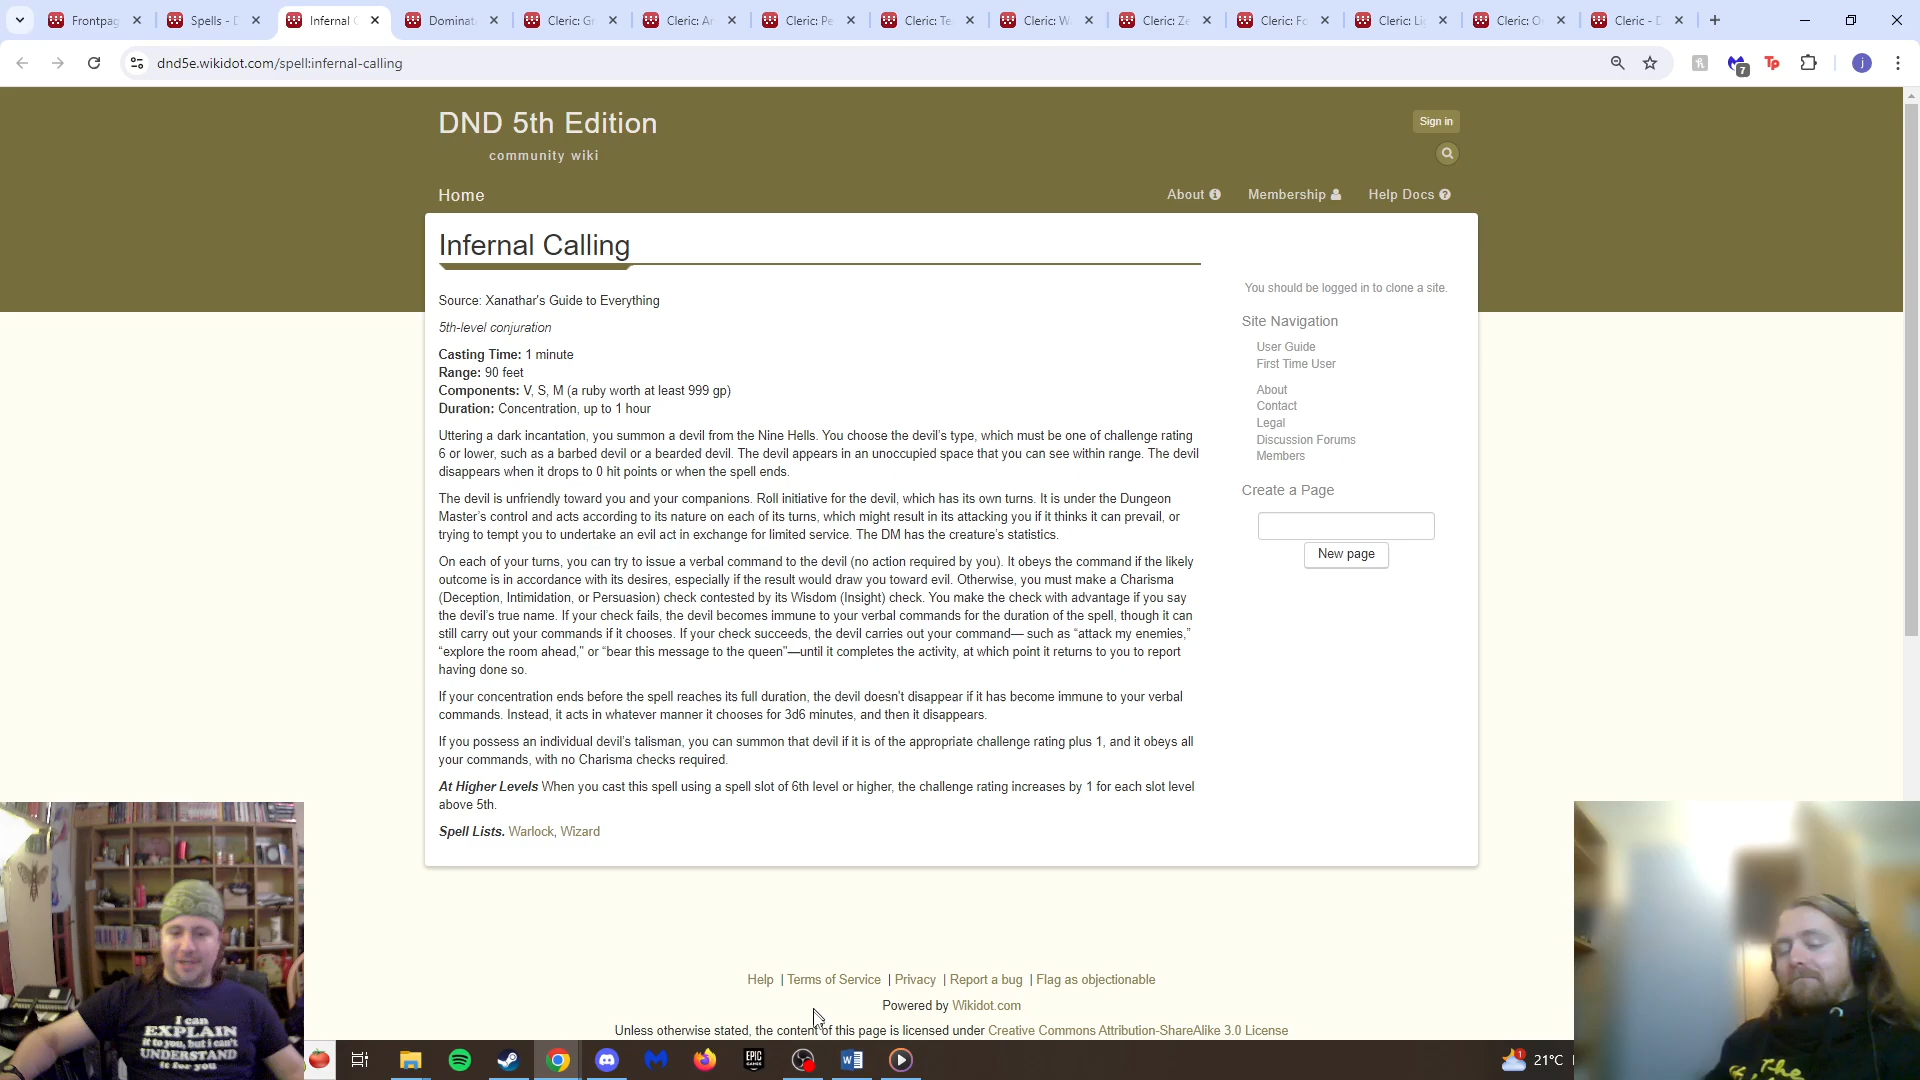 Frontpag
Spells - D
Infernal C
Dominat
Cleric: Gr
Cleric: Ar
Cleric: Pe
Cleric: Te
Cleric: W
Cleric: Ze
Cleric: Fo
Cleric: Li
Cleric: O
Cleric - D
dnd5e.wikidot.com/spell:infernal-calling
7
Tp
j
DND 5th Edition
community wiki
Sign in
Home
About
Membership
Help Docs
Infernal Calling
Source: Xanathar's Guide to Everything
5th-level conjuration
Casting Time: 1 minute
Range: 90 feet
Components: V, S, M (a ruby worth at least 999 gp)
Duration: Concentration, up to 1 hour
Uttering a dark incantation, you summon a devil from the Nine Hells. You choose the devil's type, which must be one of challenge rating
6 or lower, such as a barbed devil or a bearded devil. The devil appears in an unoccupied space that you can see within range. The devil
disappears when it drops to 0 hit points or when the spell ends.
The devil is unfriendly toward you and your companions. Roll initiative for the devil, which has its own turns. It is under the Dungeon
Master's control and acts according to its nature on each of its turns, which might result in its attacking you if it thinks it can prevail, or
trying to tempt you to undertake an evil act in exchange for limited service. The DM has the creature's statistics.
On each of your turns, you can try to issue a verbal command to the devil (no action required by you). It obeys the command if the likely
outcome is in accordance with its desires, especially if the result would draw you toward evil. Otherwise, you must make a Charisma
(Deception, Intimidation, or Persuasion) check contested by its Wisdom (Insight) check. You make the check with advantage if you say
the devil's true name. If your check fails, the devil becomes immune to your verbal commands for the duration of the spell, though it can
still carry out your commands if it chooses. If your check succeeds, the devil carries out your command— such as “attack my enemies,”
“explore the room ahead,” or “bear this message to the queen”—until it completes the activity, at which point it returns to you to report
having done so.
If your concentration ends before the spell reaches its full duration, the devil doesn't disappear if it has become immune to your verbal
commands. Instead, it acts in whatever manner it chooses for 3d6 minutes, and then it disappears.
If you possess an individual devil's talisman, you can summon that devil if it is of the appropriate challenge rating plus 1, and it obeys all
your commands, with no Charisma checks required.
At Higher Levels When you cast this spell using a spell slot of 6th level or higher, the challenge rating increases by 1 for each slot level
above 5th.
Spell Lists. Warlock, Wizard
You should be logged in to clone a site.
Site Navigation
User Guide
First Time User
About
Contact
Legal
Discussion Forums
Members
Create a Page
New page
Help | Terms of Service | Privacy | Report a bug | Flag as objectionable
Powered by Wikidot.com
Unless otherwise stated, the content of this page is licensed under Creative Commons Attribution-ShareAlike 3.0 License
I can
EXPLAIN
it to you, but I can't
UNDERSTAND
it for you
EPIC
GAMES
1
21°C
The